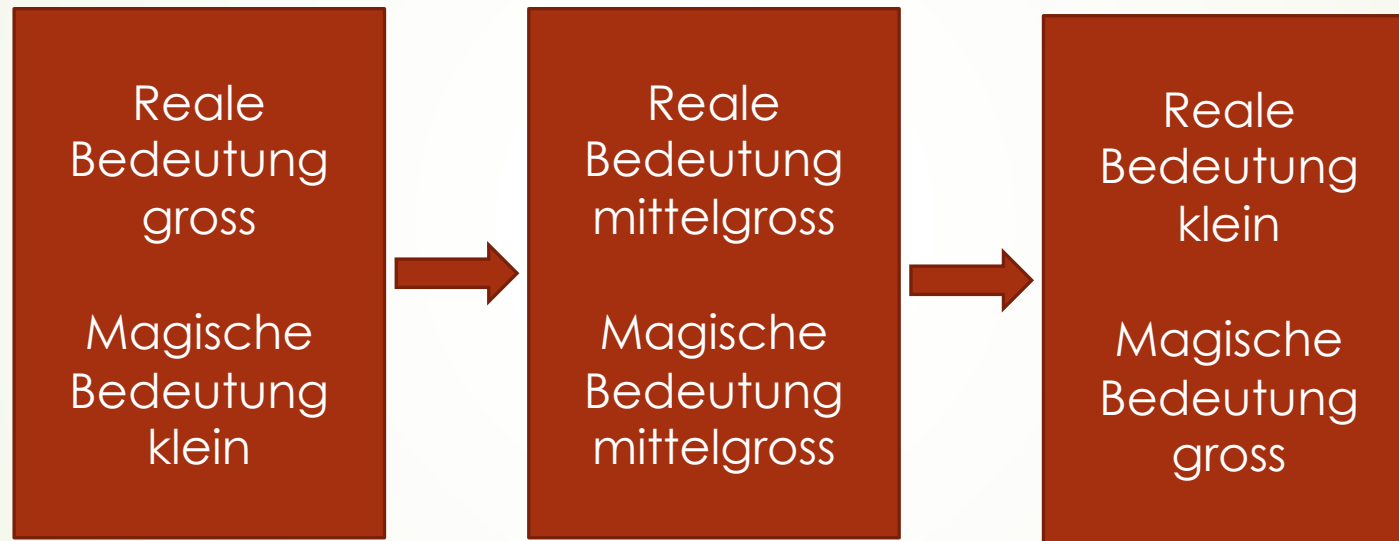 Reale
Bedeutung
gross
Magische
Bedeutung
klein
Reale
Bedeutung
mittelgross
Magische
Bedeutung
mittelgross
Reale
Bedeutung
klein
Magische
Bedeutung
gross